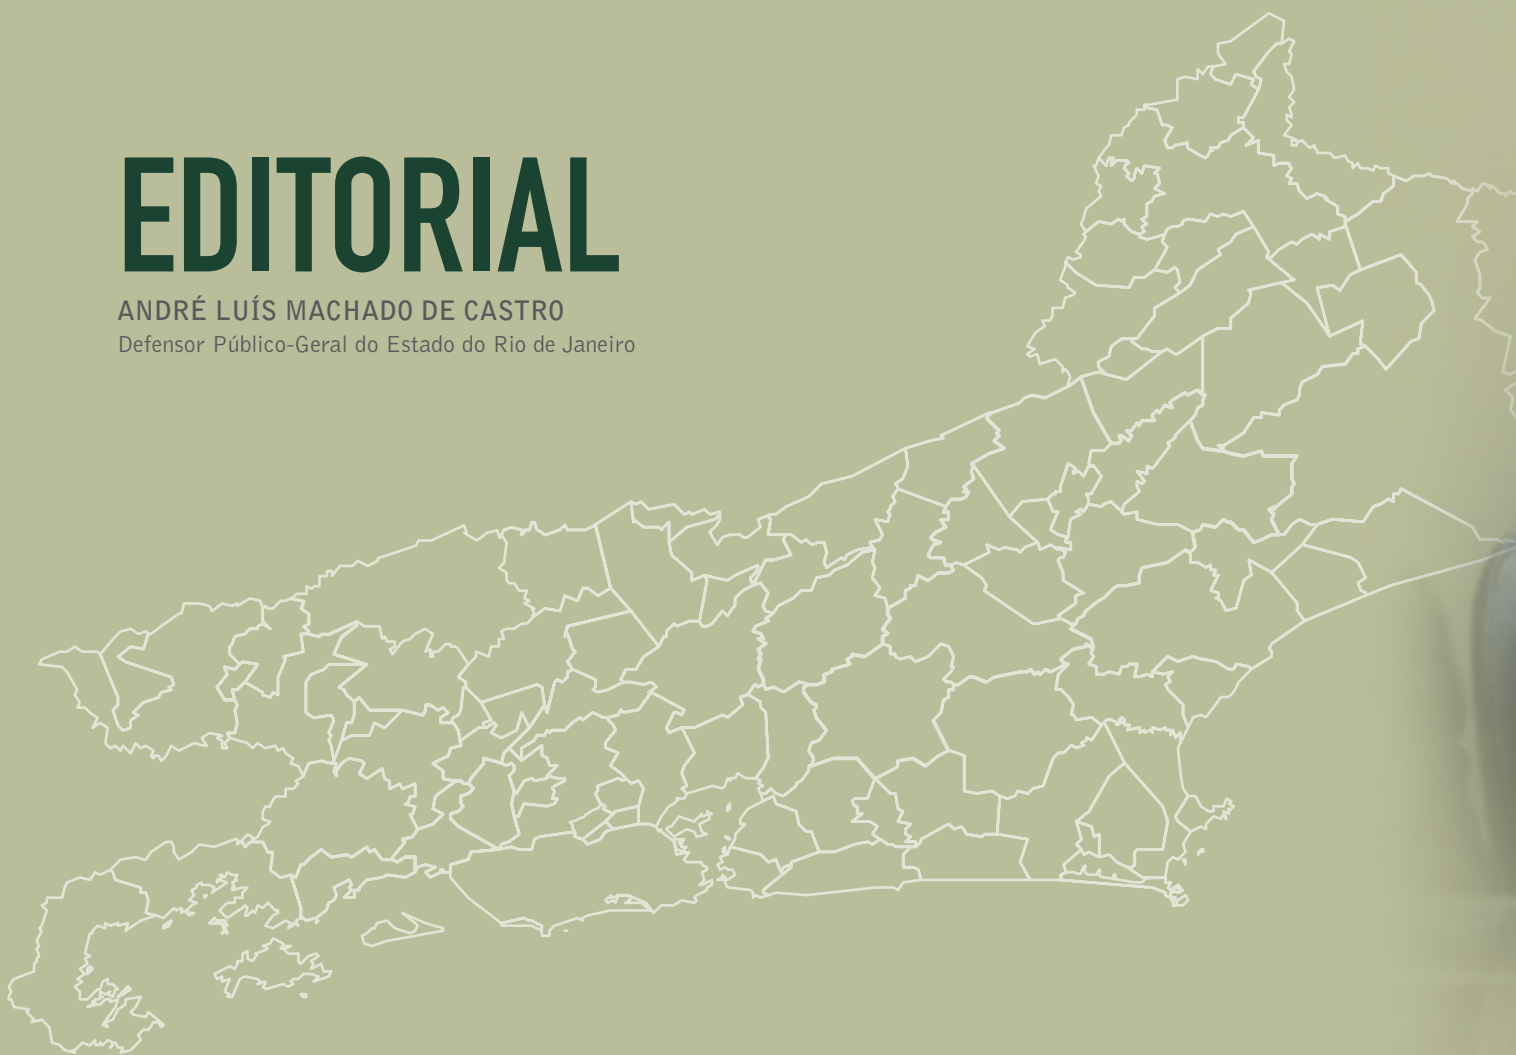 EDITORIAL
ANDRÉ LUÍS MACHADO DE CASTRO
Defensor Público-Geral do Estado do Rio de Janeiro